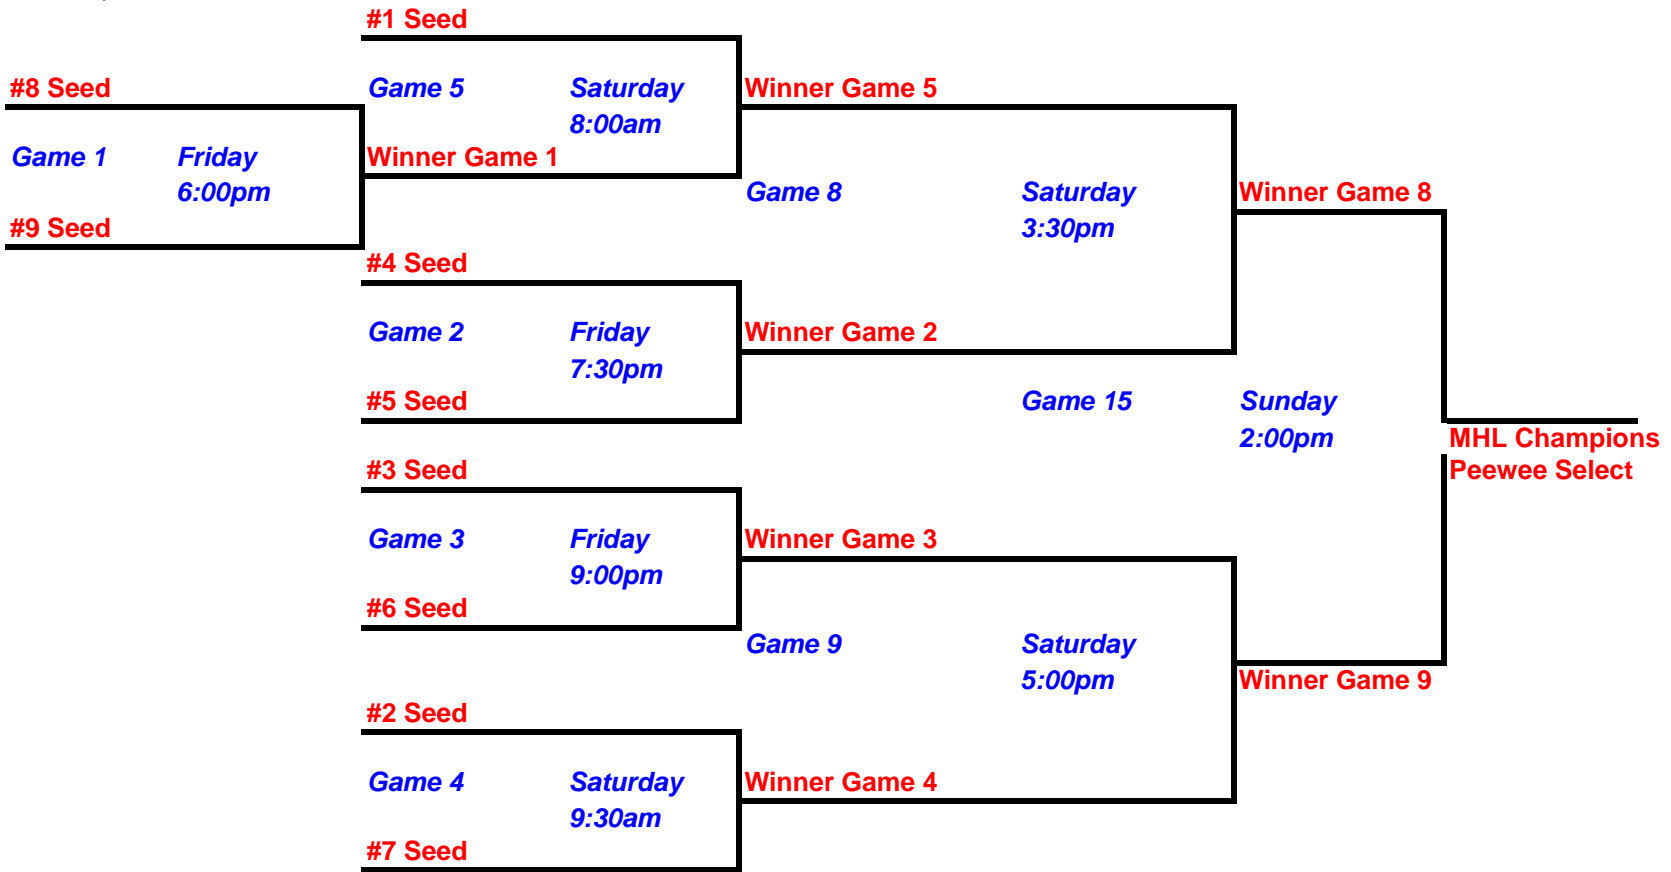 #1 Seed
#8 Seed
Game 5 Saturday Winner Game 5
8:00am
Game 1 Friday Winner Game 1
6:00pm Game 8 Saturday Winner Game 8
#9 Seed 3:30pm
#4 Seed
Game 2 Friday Winner Game 2
7:30pm
#5 Seed Game 15 Sunday
2:00pm MHL Champions
#3 Seed Peewee Select
Game 3 Friday Winner Game 3
9:00pm
#6 Seed
Game 9 Saturday
5:00pm Winner Game 9
#2 Seed
Game 4 Saturday Winner Game 4
9:30am
#7 Seed